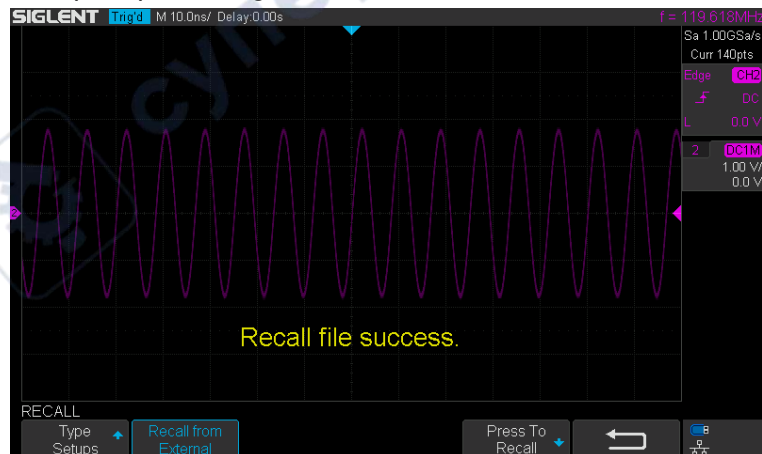 SIGLENT Trig'd M 10.0ns/ Delay:0.00s f = 119.618MHz
Sa 1.00GSa/s
Curr 140pts
Edge CH2
DC
L 0.0 V
2 DC1M
1.00 V/
0.0 V
2
Recall file success.
RECALL
Type
Setups
Recall from
External
Press To
Recall